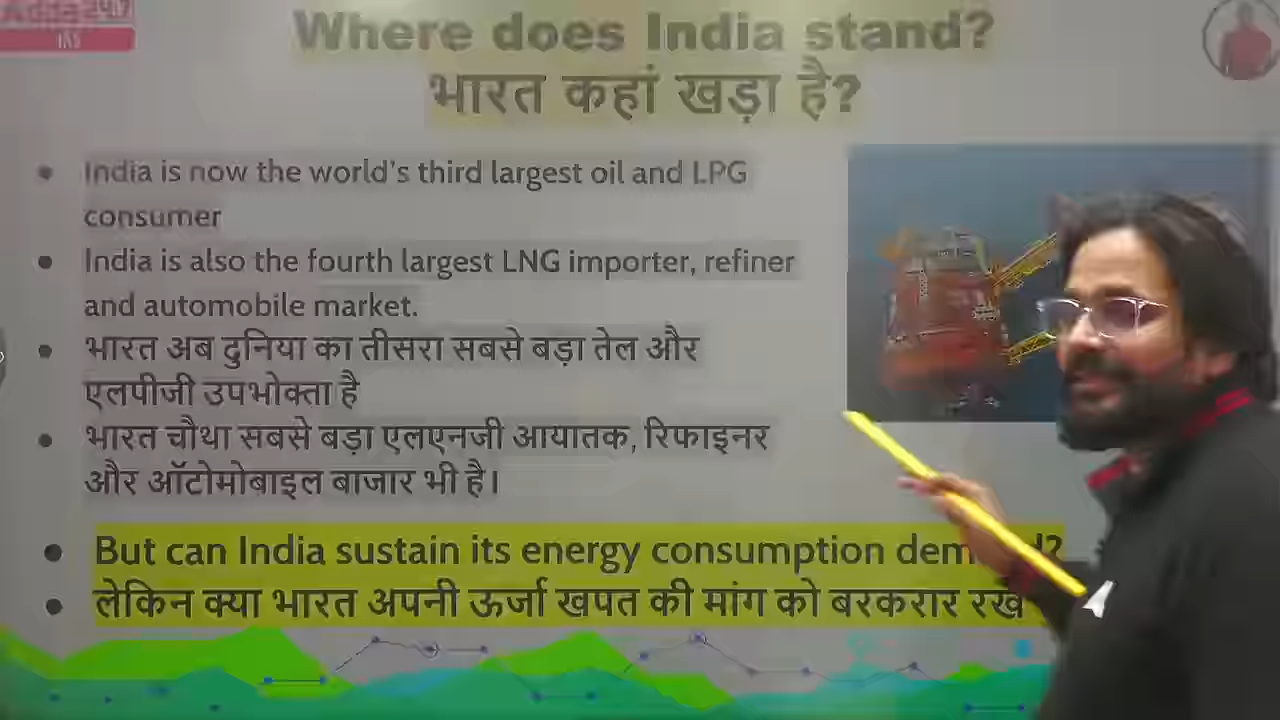 Adda247
IAS
Where does India stand?
भारत कहां खड़ा है?
India is now the world's third largest oil and LPG
consumer
India is also the fourth largest LNG importer, refiner
and automobile market.
भारत अब दुनिया का तीसरा सबसे बड़ा तेल और
एलपीजी उपभोक्ता है
भारत चौथा सबसे बड़ा एलएनजी आयातक, रिफाइनर
और ऑटोमोबाइल बाजार भी है।
But can India sustain its energy consumption
लेकिन क्या भारत अपनी ऊर्जा खपत की मांग को बरकरार रख